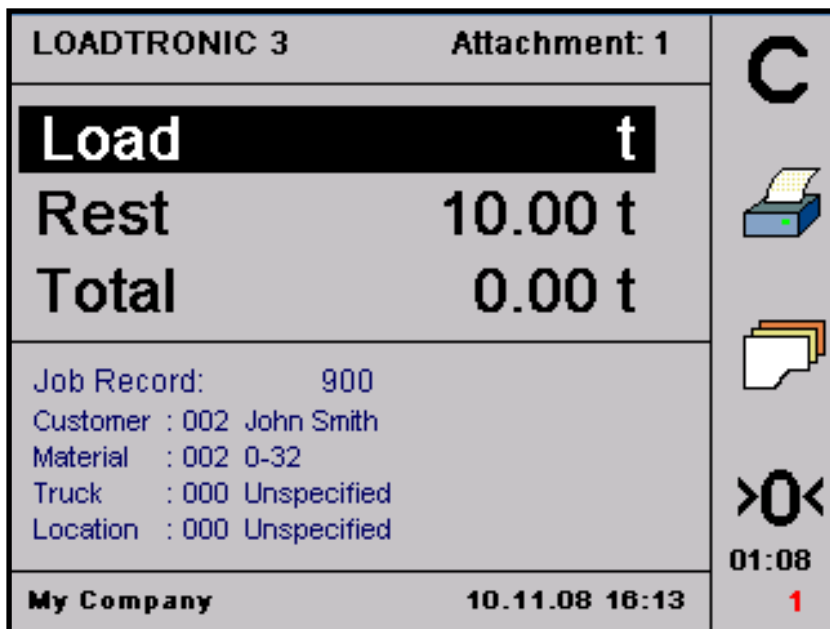 LOADTRONIC 3 Attachment: 1
C
Load t
Rest 10.00 t
Total 0.00 t
Job Record: 900
Customer : 002 John Smith
Material : 002 0-32
Truck : 000 Unspecified
Location : 000 Unspecified
>0<
01:08
My Company 10.11.08 16:13
1